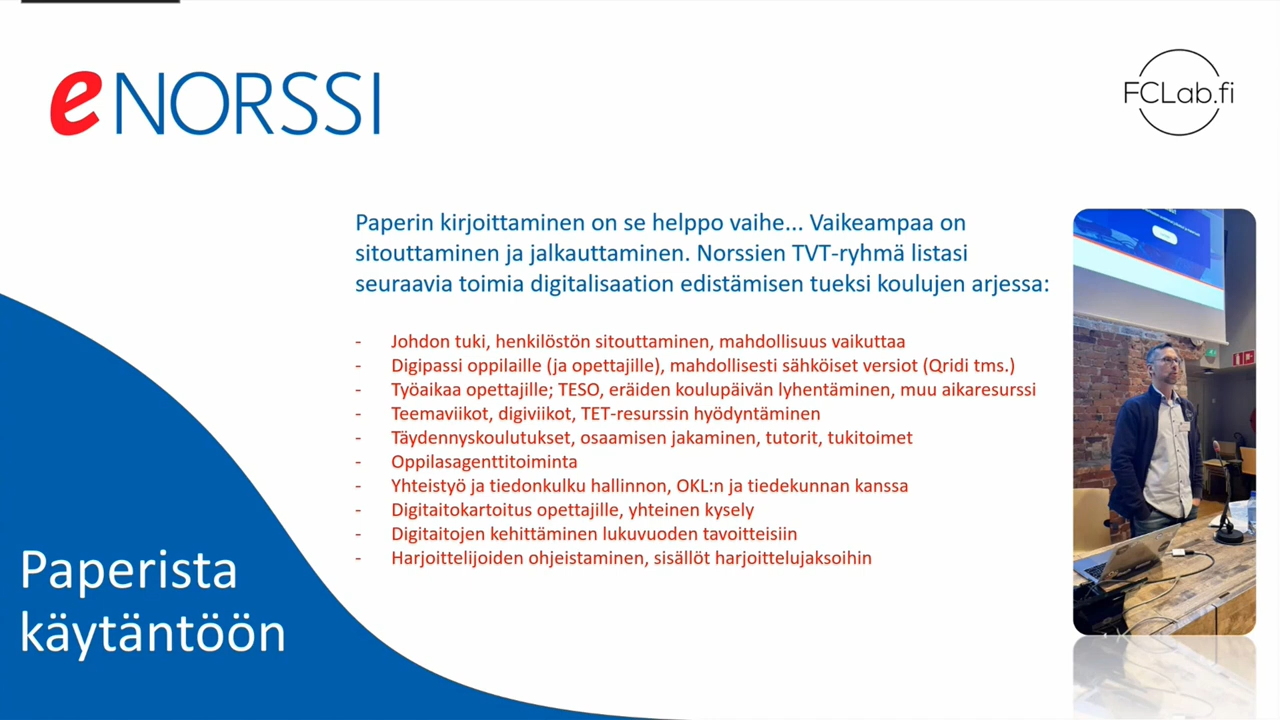 eNORSSI
FCLab.fi
Paperin kirjoittaminen on se helppo vaihe... Vaikeampaa on
sitouttaminen ja jalkauttaminen. Norssien TVT-ryhmä listasi
seuraavia toimia digitalisaation edistämisen tueksi koulujen arjessa:
- Johdon tuki, henkilöstön sitouttaminen, mahdollisuus vaikuttaa
- Digipassi oppilaille (ja opettajille), mahdollisesti sähköiset versiot (Qridi tms.)
- Työaikaa opettajille; TESO, eräiden koulupäivän lyhentäminen, muu aikaresurssi
- Teemaviikot, digiviikot, TET-resurssin hyödyntäminen
- Täydennyskoulutukset, osaamisen jakaminen, tutorit, tukitoimet
- Oppilasagenttitoiminta
- Yhteistyö ja tiedonkulku hallinnon, OKL:n ja tiedekunnan kanssa
- Digitaitokartoitus opettajille, yhteinen kysely
- Digitaitojen kehittäminen lukuvuoden tavoitteisiin
- Harjoittelijoiden ohjeistaminen, sisällöt harjoittelujaksoihin
Paperista
käytäntöön